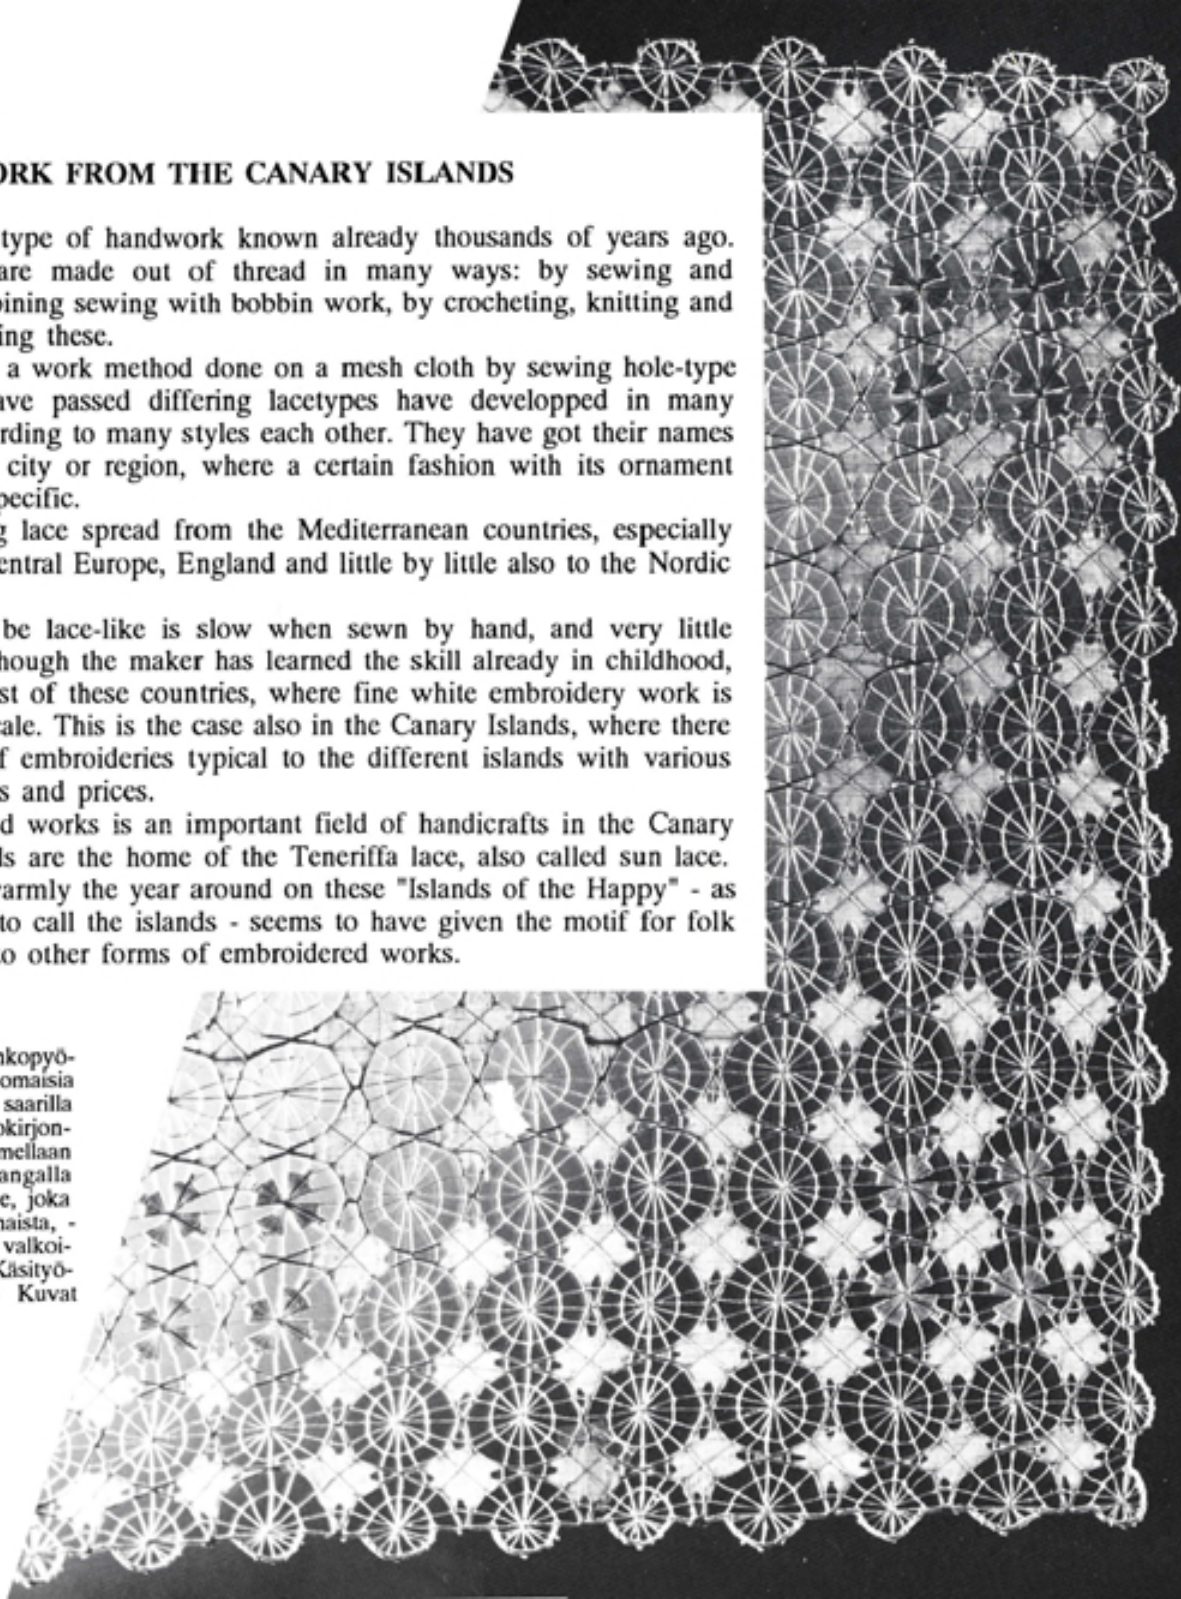 ORK FROM THE CANARY ISLANDS
type of handwork known already thousands of years ago.
are made out of thread in many ways: by sewing and
bining sewing with bobbin work, by crocheting, knitting and
ing these.
a work method done on a mesh cloth by sewing hole-type
ave passed differing lacetypes have developped in many
rding to many styles each other. They have got their names
city or region, where a certain fashion with its ornament
pecific.
g lace spread from the Mediterranean countries, especially
entral Europe, England and little by little also to the Nordic
be lace-like is slow when sewn by hand, and very little
hough the maker has learned the skill already in childhood,
st of these countries, where fine white embroidery work is
cale. This is the case also in the Canary Islands, where there
f embroideries typical to the different islands with various
s and prices.
d works is an important field of handicrafts in the Canary
ls are the home of the Teneriffa lace, also called sun lace.
varmly the year around on these "Islands of the Happy" - as
to call the islands - seems to have given the motif for folk
to other forms of embroidered works.
nkopyö-
omaisia
saarilla
okirjon-
mellaan
angalla
e, joka
naista, -
valkoi-
Käsityö-
Kuvat